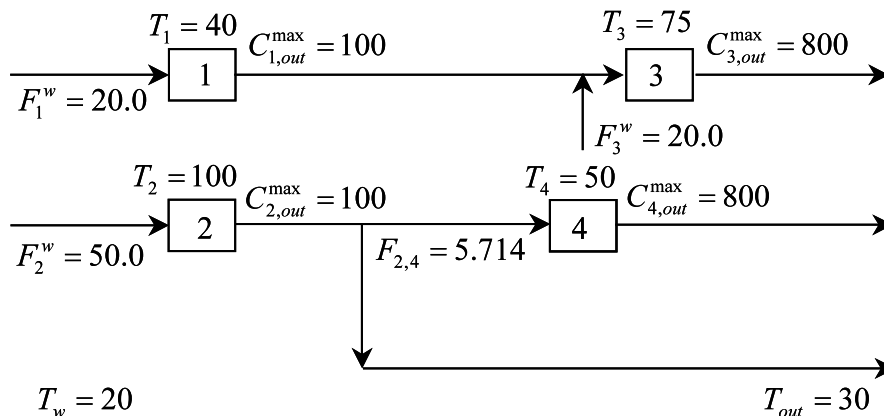 T_1 = 40
C_{1,out}^{max} = 100
T_3 = 75
C_{3,out}^{max} = 800
1
3
F_1^w = 20.0
F_3^w = 20.0
T_2 = 100
C_{2,out}^{max} = 100
T_4 = 50
C_{4,out}^{max} = 800
2
4
F_2^w = 50.0
F_{2,4} = 5.714
T_w = 20
T_{out} = 30